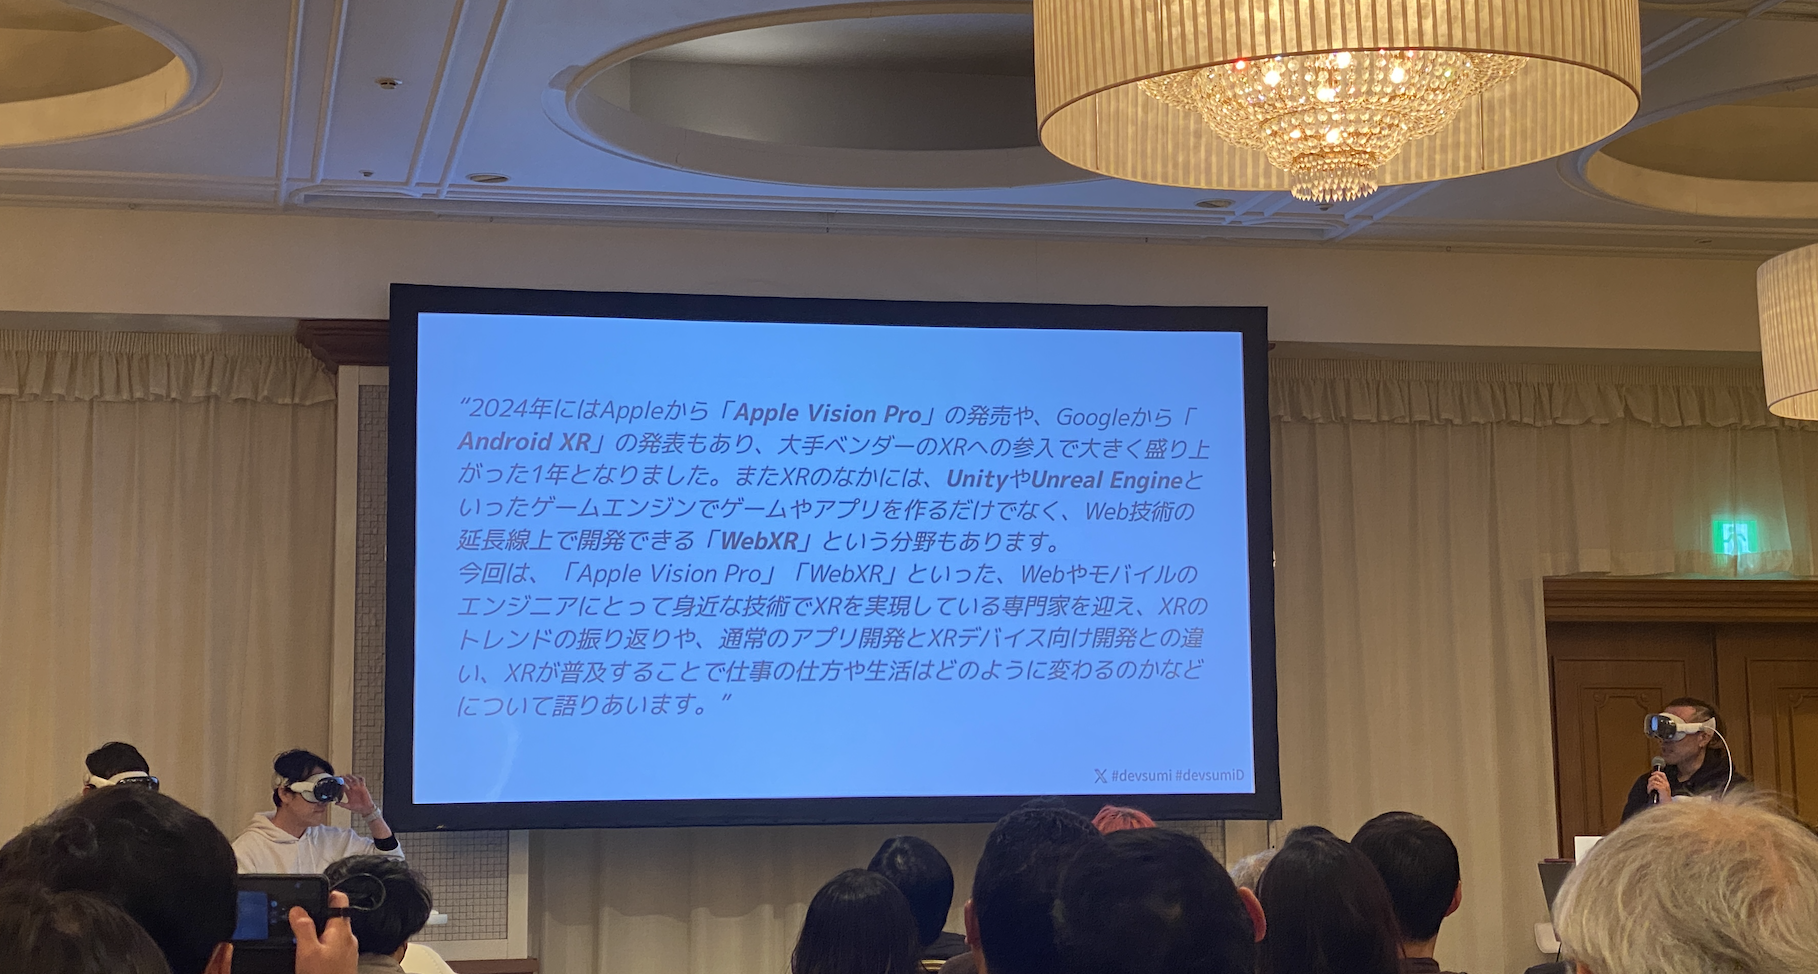 “2024年にはAppleから「Apple Vision Pro」の発売や、Googleから「
Android XR」の発表もあり、大手ベンダーのXRへの参入で大きく盛り上
がった1年となりました。またXRのなかには、UnityやUnreal Engineと
いったゲームエンジンでゲームやアプリを作るだけでなく、Web技術の
延長線上で開発できる「WebXR」という分野もあります。
今回は、「Apple Vision Pro」「WebXR」といった、Webやモバイルの
エンジニアにとって身近な技術でXRを実現している専門家を迎え、XRの
トレンドの振り返りや、通常のアプリ開発とXRデバイス向け開発との違
い、XRが普及することで仕事の仕方や生活はどのように変わるのかなど
について語りあいます。”
X #devsumi #devsumiD